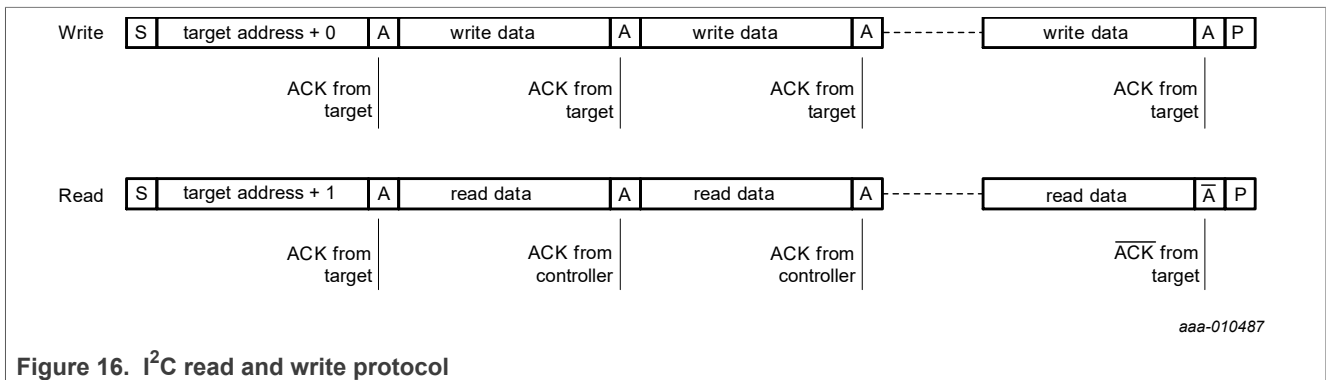 Write S target address + 0 A write data A write data A write data A P
ACK from target ACK from target ACK from target ACK from target
Read S target address + 1 A read data A read data A read data A̅ P
ACK from target ACK from controller ACK from controller A̅C̅K̅ from target
aaa-010487
Figure 16. I²C read and write protocol